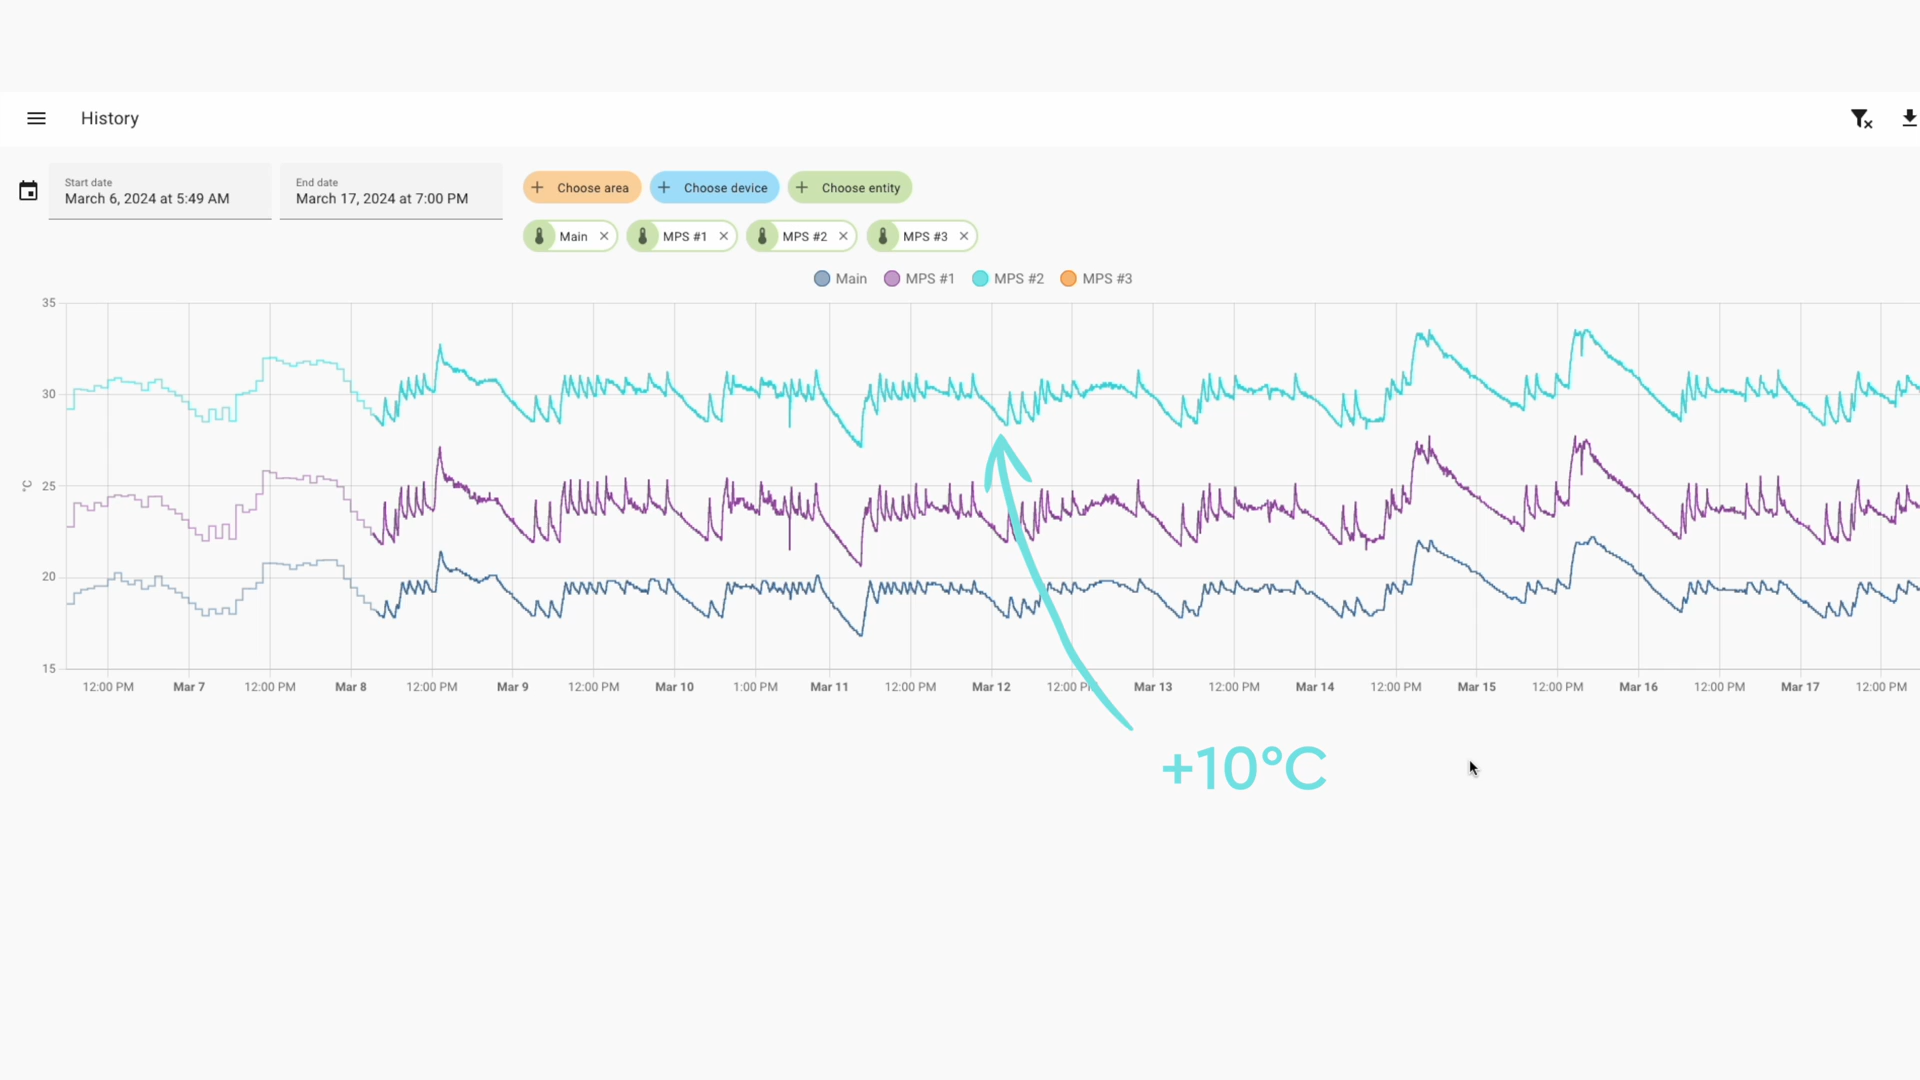 History
Start date
March 6, 2024 at 5:49 AM
End date
March 17, 2024 at 7:00 PM
Choose area
Choose device
Choose entity
Main
MPS #1
MPS #2
MPS #3
Main
MPS #1
MPS #2
MPS #3
35
30
25
20
15
°C
12:00 PM
Mar 7
12:00 PM
Mar 8
12:00 PM
Mar 9
12:00 PM
Mar 10
1:00 PM
Mar 11
12:00 PM
Mar 12
12:00 PM
Mar 13
12:00 PM
Mar 14
12:00 PM
Mar 15
12:00 PM
Mar 16
12:00 PM
Mar 17
12:00 PM
+10°C